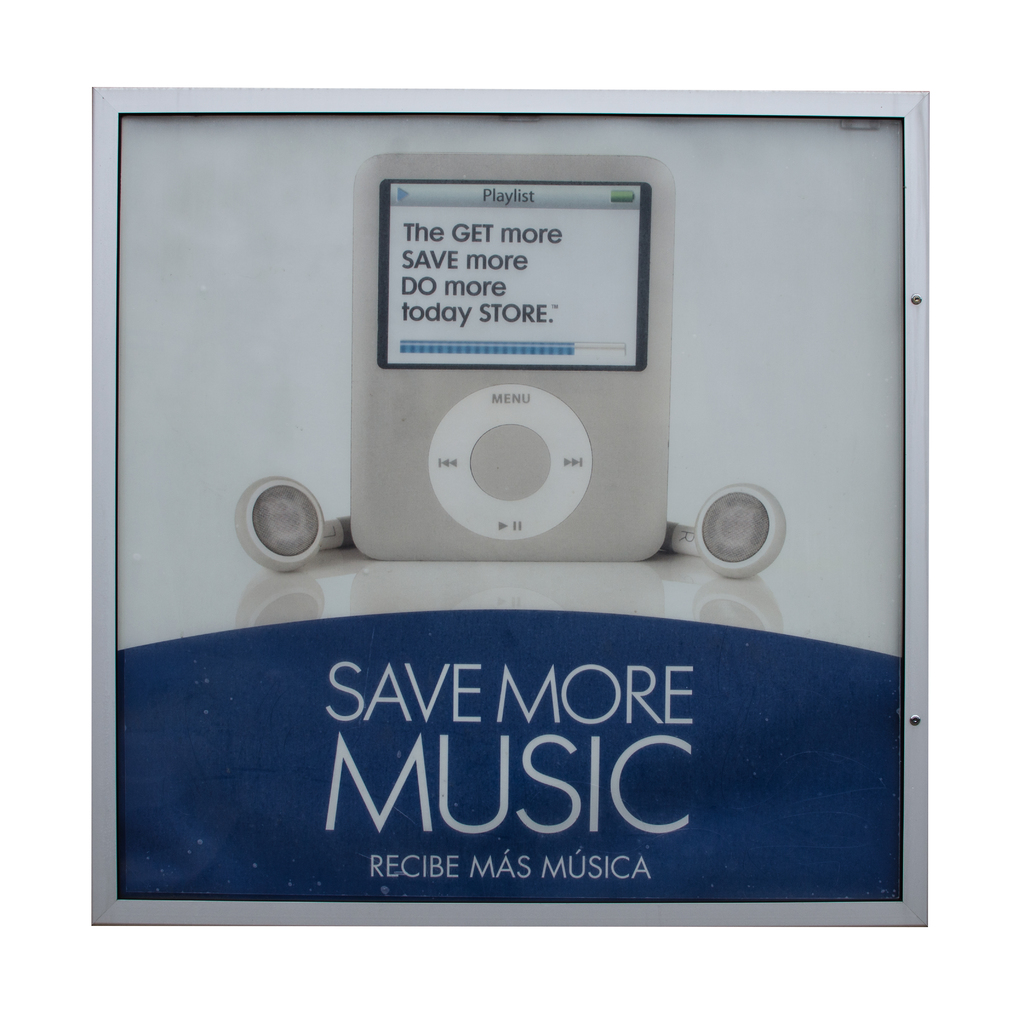 Playlist
The GET more
SAVE more
DO more
today STORE.™
MENU
L
R
SAVE MORE
MUSIC
RECIBE MÁS MÚSICA